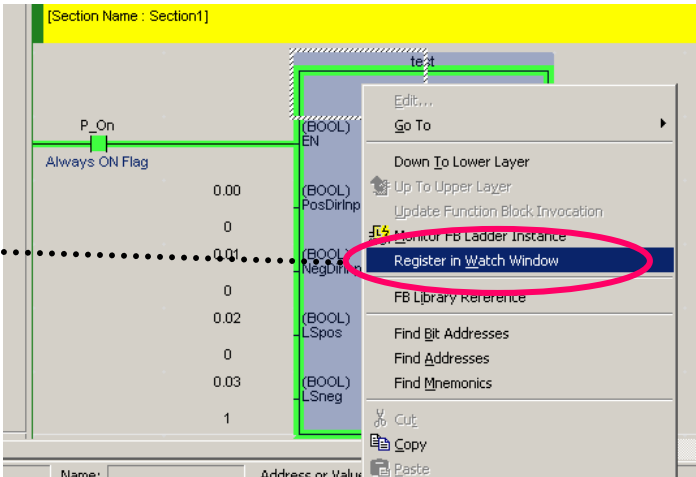 [Section Name : Section1]
test
P_On
Always ON Flag
(BOOL)
EN
0.00
(BOOL)
PosDirInp
0
0.01
(BOOL)
0
0.02
(BOOL)
LSpos
0
0.03
(BOOL)
LSneg
1
Edit...
Go To
Down To Lower Layer
Up To Upper Layer
Update Function Block Invocation
Monitor FB Ladder Instance
Register in Watch Window
FB Library Reference
Find Bit Addresses
Find Addresses
Find Mnemonics
Cut
Copy
Paste
Name:
Address or Value